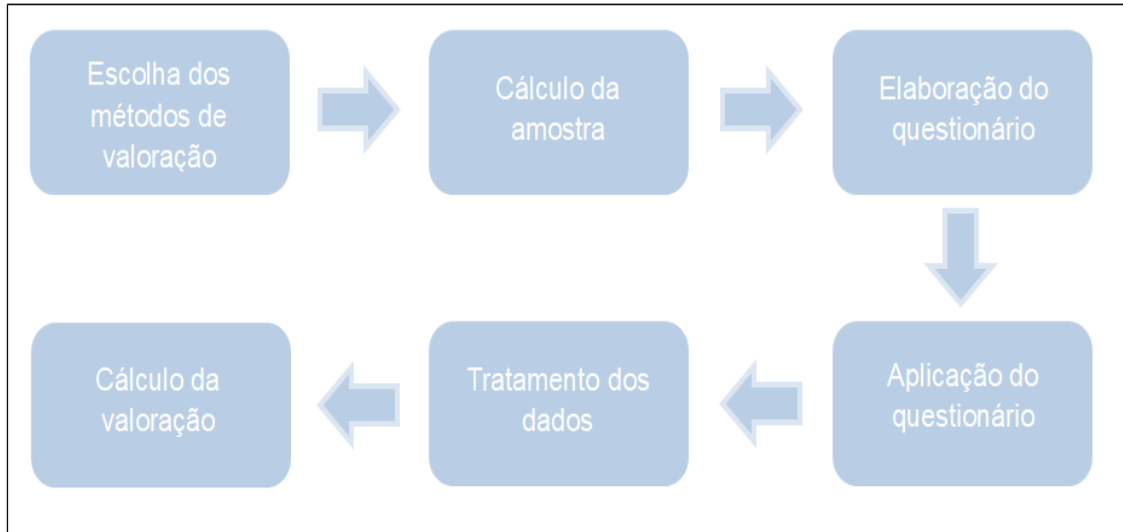 Escolha dos
métodos de
valoração
Cálculo da
amostra
Elaboração do
questionário
Aplicação do
questionário
Tratamento dos
dados
Cálculo da
valoração